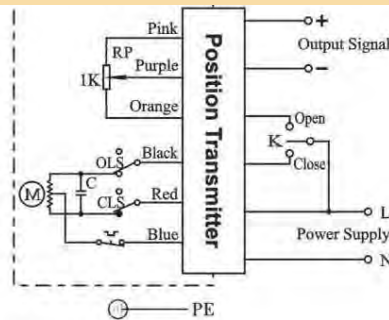 Pink
RP
Purple
1K
Orange
Black
OLS
C
M
CLS
Red
Blue
Position Transmitter
+
Output Signal
−
Open
K
Close
L
Power Supply
N
PE